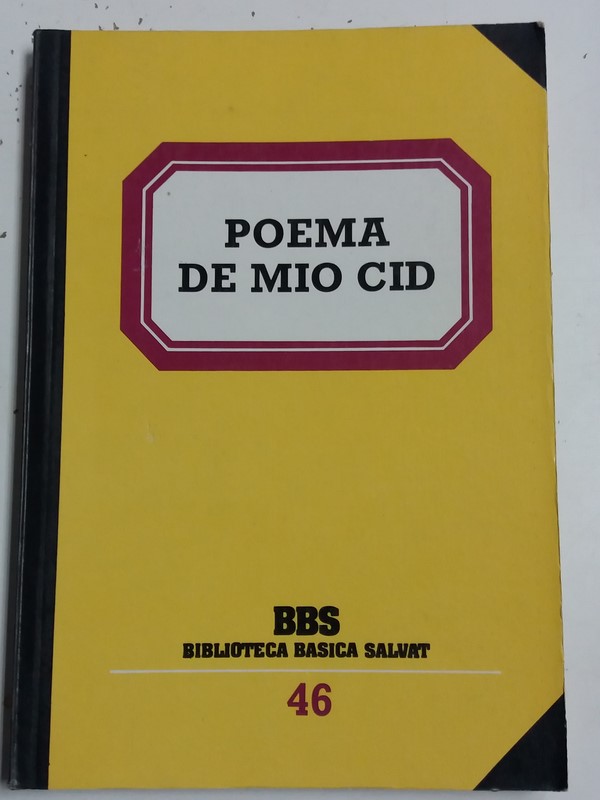 POEMA
DE MIO CID
BBS
BIBLIOTECA BASICA SALVAT
46